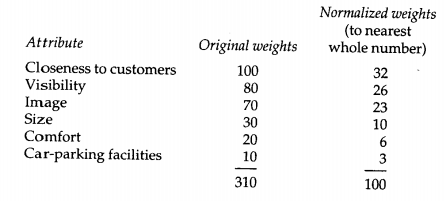 Normalized weights
(to nearest
Attribute Original weights whole number)
Closeness to customers 100 32
Visibility 80 26
Image 70 23
Size 30 10
Comfort 20 6
Car-parking facilities 10 3
310 100